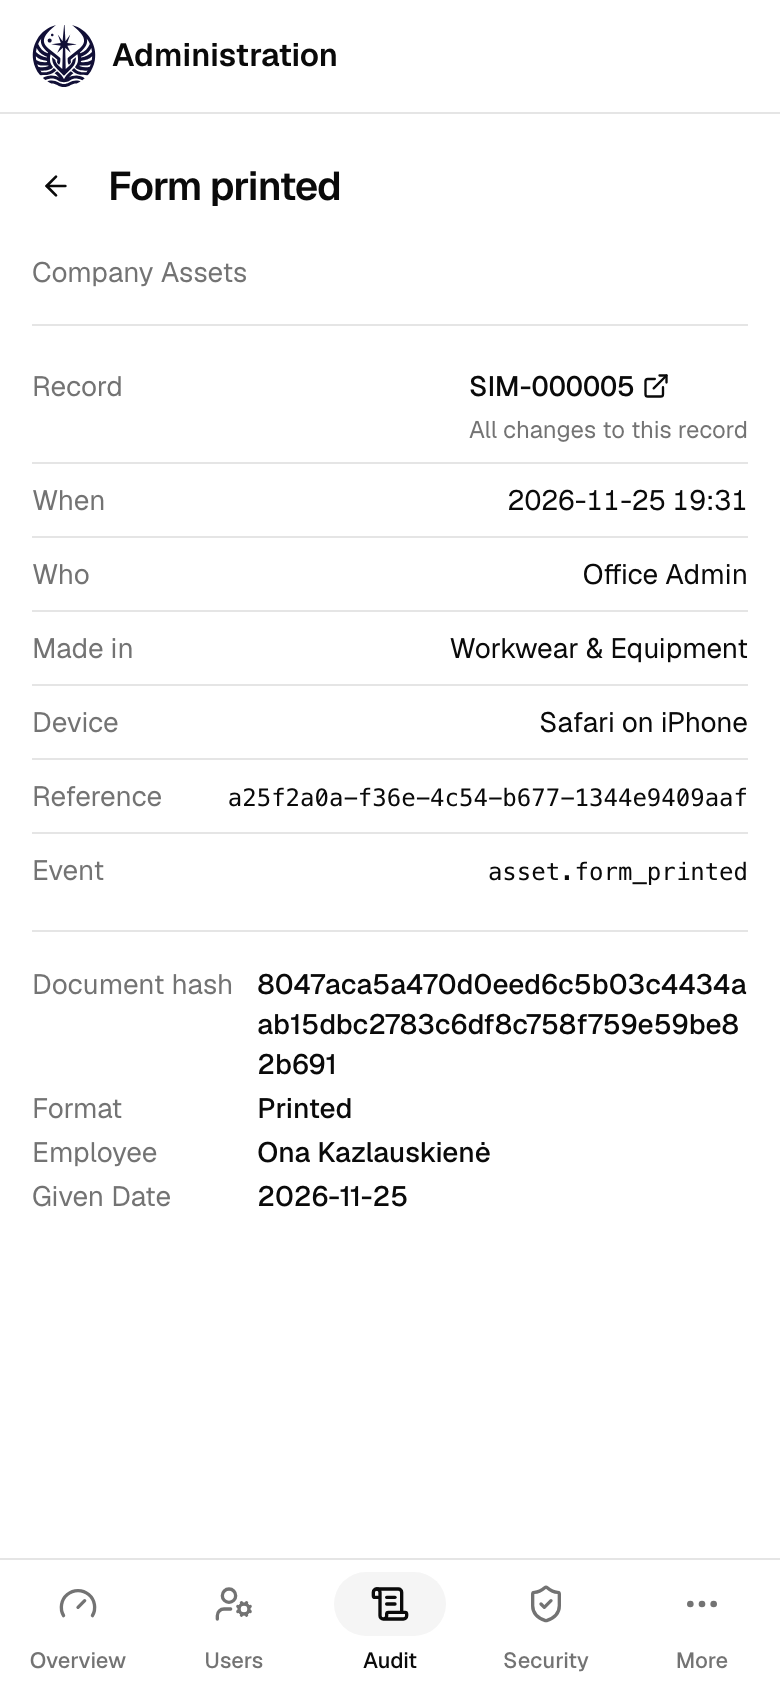 Administration
Form printed
Company Assets
Record SIM-000005
All changes to this record
When 2026-11-25 19:31
Who Office Admin
Made in Workwear & Equipment
Device Safari on iPhone
Reference a25f2a0a-f36e-4c54-b677-1344e9409aaf
Event asset.form_printed
Document hash 8047aca5a470d0eed6c5b03c4434a
ab15dbc2783c6df8c758f759e59be8
2b691
Format Printed
Employee Ona Kazlauskienė
Given Date 2026-11-25
Overview Users Audit Security More